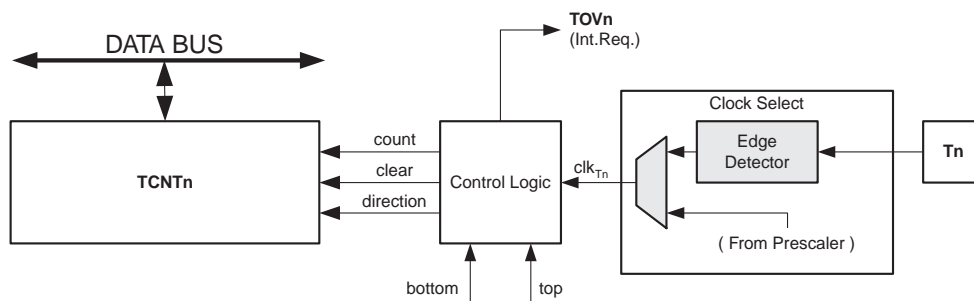 TOVn
(Int.Req.)
DATA BUS
Clock Select
count
Edge
Detector
Tn
TCNTn
clear
Control Logic
clkTn
direction
( From Prescaler )
bottom
top